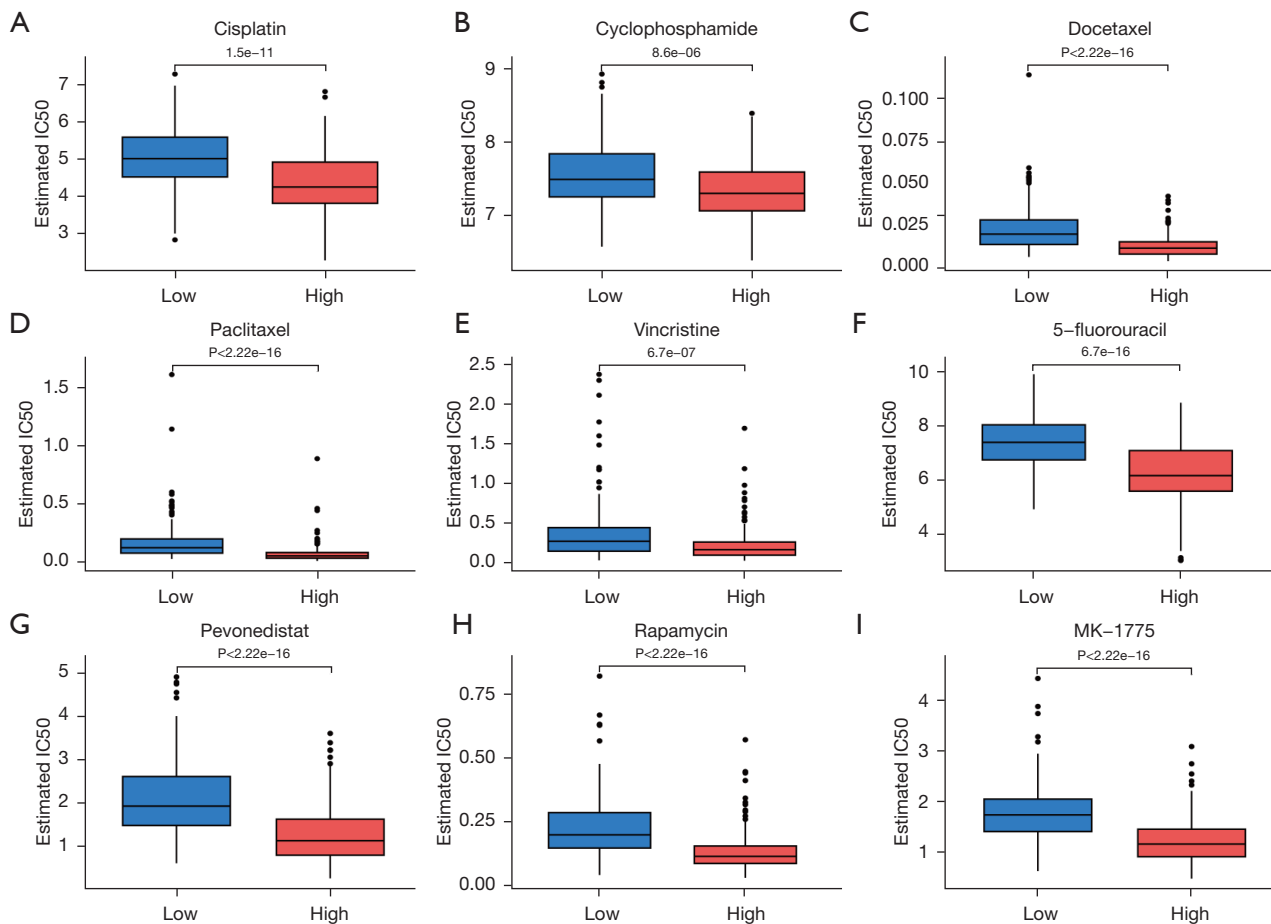 A
Cisplatin
1.5e−11
Estimated IC50
7
6
5
4
3
Low
High
B
Cyclophosphamide
8.6e−06
Estimated IC50
9
8
7
Low
High
C
Docetaxel
P<2.22e−16
Estimated IC50
0.100
0.075
0.050
0.025
0.000
Low
High
D
Paclitaxel
P<2.22e−16
Estimated IC50
1.5
1.0
0.5
0.0
Low
High
E
Vincristine
6.7e−07
Estimated IC50
2.5
2.0
1.5
1.0
0.5
0.0
Low
High
F
5−fluorouracil
6.7e−16
Estimated IC50
10
8
6
4
Low
High
G
Pevonedistat
P<2.22e−16
Estimated IC50
5
4
3
2
1
Low
High
H
Rapamycin
P<2.22e−16
Estimated IC50
0.75
0.50
0.25
0.00
Low
High
I
MK−1775
P<2.22e−16
Estimated IC50
4
3
2
1
Low
High